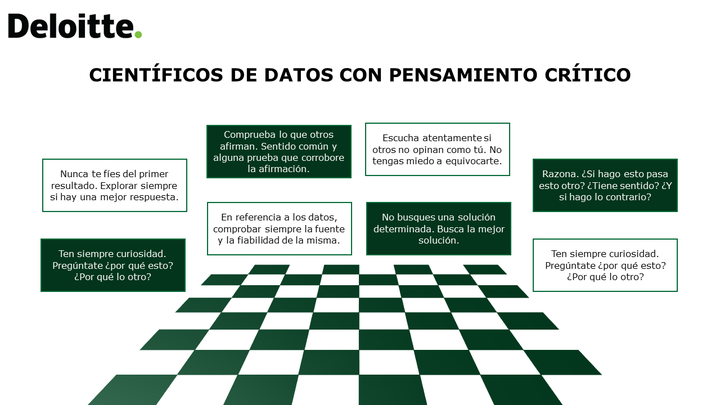 Deloitte.
CIENTÍFICOS DE DATOS CON PENSAMIENTO CRÍTICO
Nunca te fíes del primer
resultado. Explorar siempre
si hay una mejor respuesta.
Comprueba lo que otros
afirman. Sentido común y
alguna prueba que corrobore
la afirmación.
Escucha atentamente si
otros no opinan como tú. No
tengas miedo a equivocarte.
Razona. ¿Si hago esto pasa
esto otro? ¿Tiene sentido? ¿Y
si hago lo contrario?
Ten siempre curiosidad.
Pregúntate ¿por qué esto?
¿Por qué lo otro?
En referencia a los datos,
comprobar siempre la fuente
y la fiabilidad de la misma.
No busques una solución
determinada. Busca la mejor
solución.
Ten siempre curiosidad.
Pregúntate ¿por qué esto?
¿Por qué lo otro?